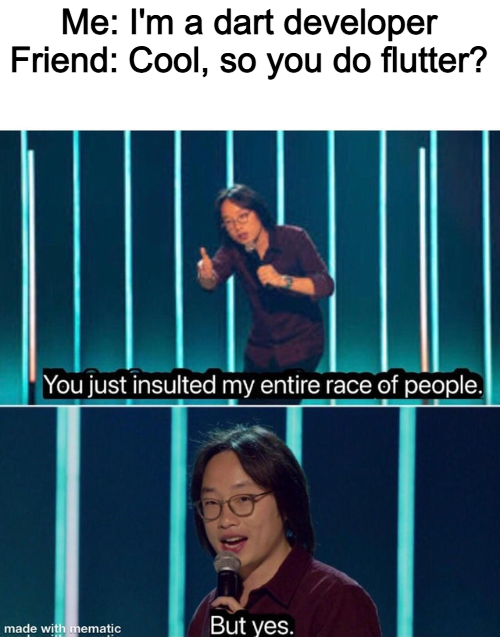 Me: I'm a dart developer
Friend: Cool, so you do flutter?
You just insulted my entire race of people.
But yes.
made with mematic